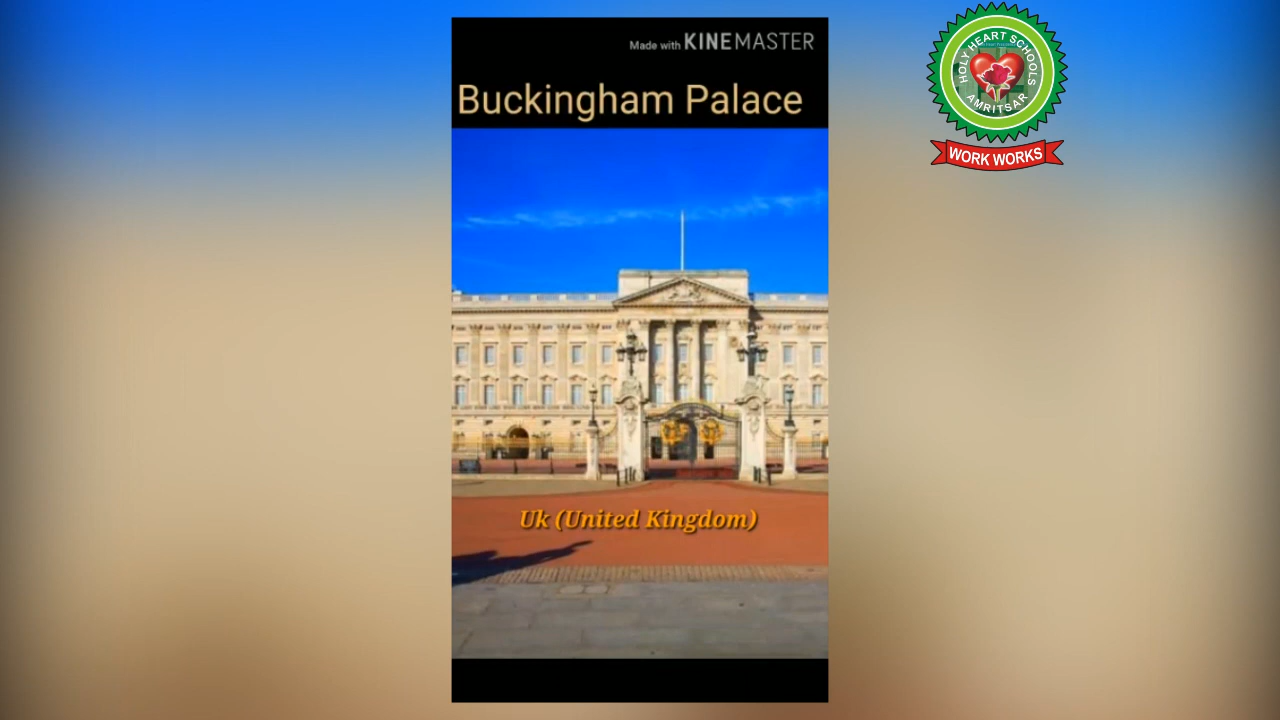 Made with KINEMASTER
Buckingham Palace
Uk (United Kingdom)
HOLY HEART SCHOOLS
AMRITSAR
WORK WORKS